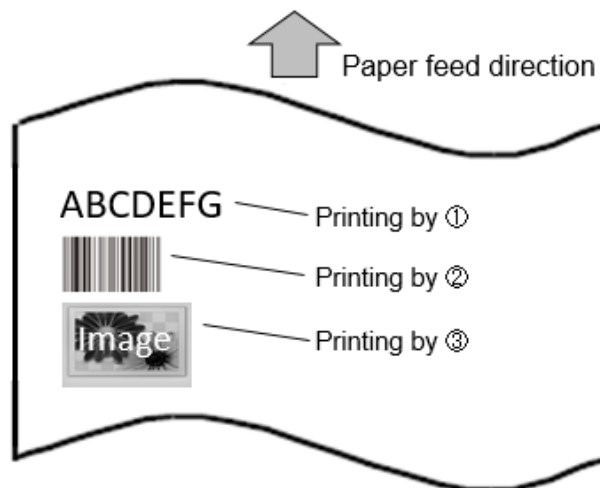 Paper feed direction
ABCDEFG
Printing by ①
Printing by ②
Image
Printing by ③